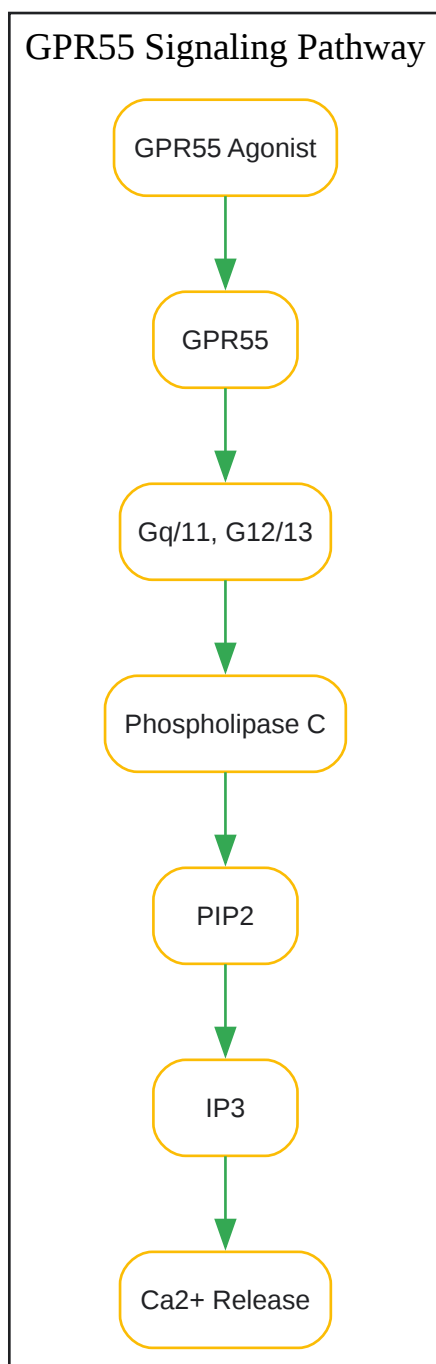 GPR55 Signaling Pathway
GPR55 Agonist
GPR55
Gq/11, G12/13
Phospholipase C
PIP2
IP3
Ca2+ Release